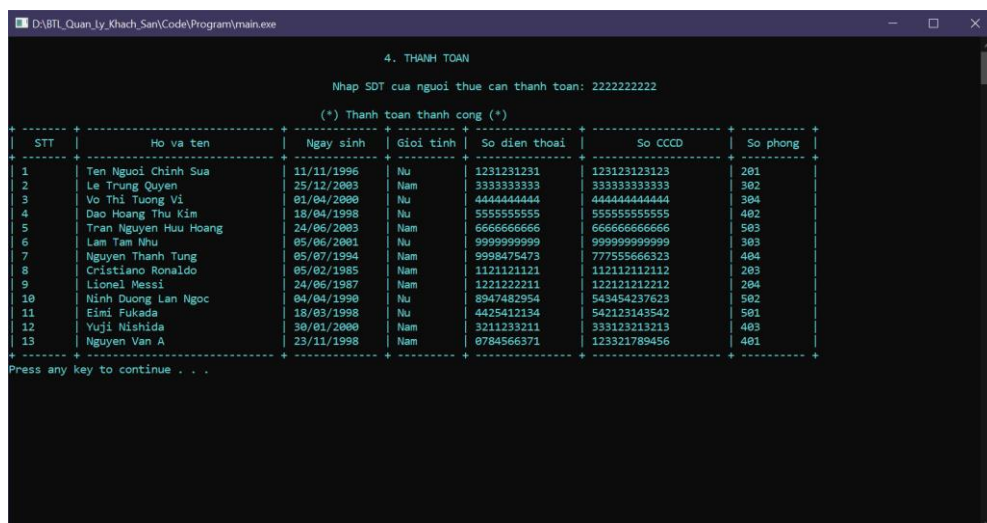 D:\BTL_Quan_Ly_Khach_San\Code\Program\main.exe
4. THANH TOAN
Nhap SDT cua nguoi thue can thanh toan: 2222222222
(*) Thanh toan thanh cong (*)
STT | Ho va ten | Ngay sinh | Gioi tinh | So dien thoai | So CCCD | So phong
1 | Ten Nguoi Chinh Sua | 11/11/1996 | Nu | 1231231231 | 123123123123 | 201
2 | Le Trung Quyen | 25/12/2003 | Nam | 3333333333 | 333333333333 | 302
3 | Vo Thi Tuong Vi | 01/04/2000 | Nu | 4444444444 | 444444444444 | 304
4 | Dao Hoang Thu Kim | 18/04/1998 | Nu | 5555555555 | 555555555555 | 402
5 | Tran Nguyen Huu Hoang | 24/06/2003 | Nam | 6666666666 | 666666666666 | 503
6 | Lam Tam Nhu | 05/06/2001 | Nu | 9999999999 | 999999999999 | 303
7 | Nguyen Thanh Tung | 05/07/1994 | Nam | 9998475473 | 777555666323 | 404
8 | Cristiano Ronaldo | 05/02/1985 | Nam | 1121121121 | 112112112112 | 203
9 | Lionel Messi | 24/06/1987 | Nam | 1221222211 | 122121212212 | 204
10 | Ninh Duong Lan Ngoc | 04/04/1990 | Nu | 8947482954 | 543454237623 | 502
11 | Eimi Fukada | 18/03/1998 | Nu | 4425412134 | 542123143542 | 501
12 | Yuji Nishida | 30/01/2000 | Nam | 3211233211 | 333123213213 | 403
13 | Nguyen Van A | 23/11/1998 | Nam | 0784566371 | 123321789456 | 401
Press any key to continue . . .